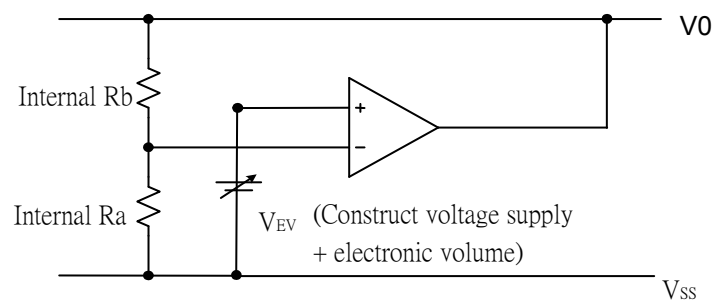 V0
Internal Rb
+
−
Internal Ra
VEV (Construct voltage supply
+ electronic volume)
VSS